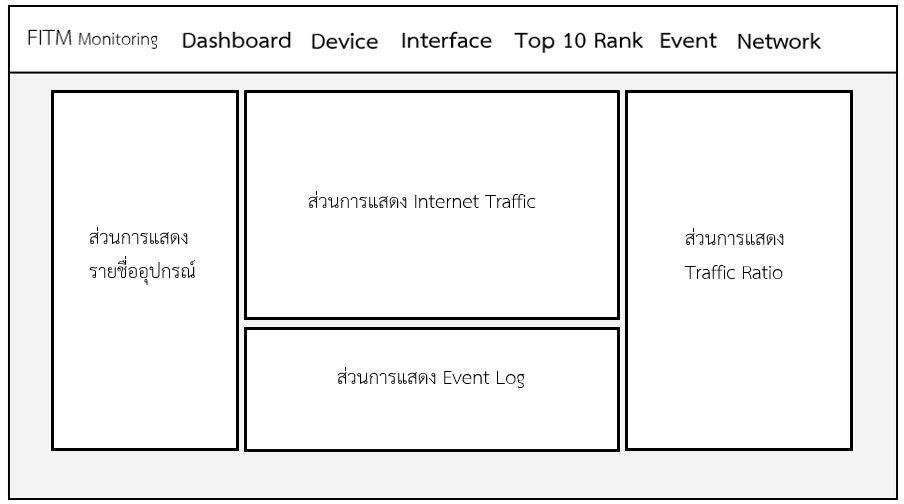 FITM Monitoring Dashboard Device Interface Top 10 Rank Event Network
ส่วนการแสดง
รายชื่ออุปกรณ์
ส่วนการแสดง Internet Traffic
ส่วนการแสดง Event Log
ส่วนการแสดง
Traffic Ratio